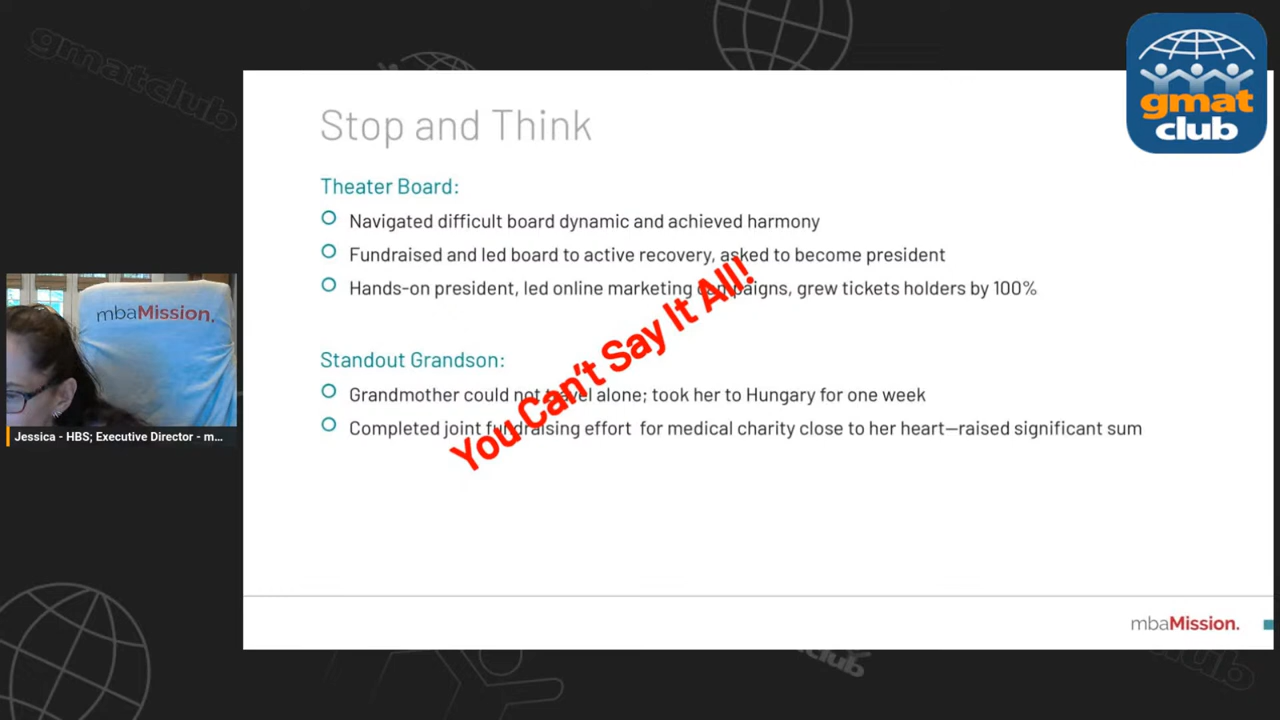 gmatclub
gmat
club
Stop and Think
Theater Board:
Navigated difficult board dynamic and achieved harmony
Fundraised and led board to active recovery, asked to become president
Hands-on president, led online marketing campaigns, grew tickets holders by 100%
You Can't Say It All!
Standout Grandson:
Grandmother could not travel alone; took her to Hungary for one week
Completed joint fundraising effort for medical charity close to her heart—raised significant sum
mbaMission.
Jessica - HBS; Executive Director - m...
mbaMission.
club